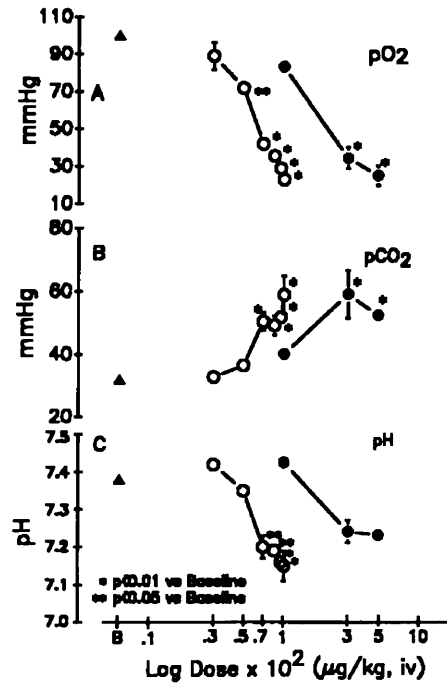 110
90
70
50
30
10
mmHg
A
pO2
**
*
*
*
*
*
*
80
60
40
20
mmHg
B
pCO2
*
*
*
*
*
*
7.5
7.4
7.3
7.2
7.1
7.0
pH
C
pH
* p<0.01 vs Baseline
** p<0.05 vs Baseline
B .1 .3 .5 .7 1 3 5 10
Log Dose x 10² (µg/kg, iv)